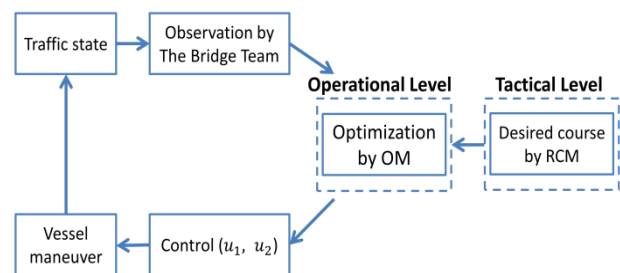 Traffic state
Observation by
The Bridge Team
Operational Level
Optimization
by OM
Tactical Level
Desired course
by RCM
Control (u₁, u₂)
Vessel
maneuver